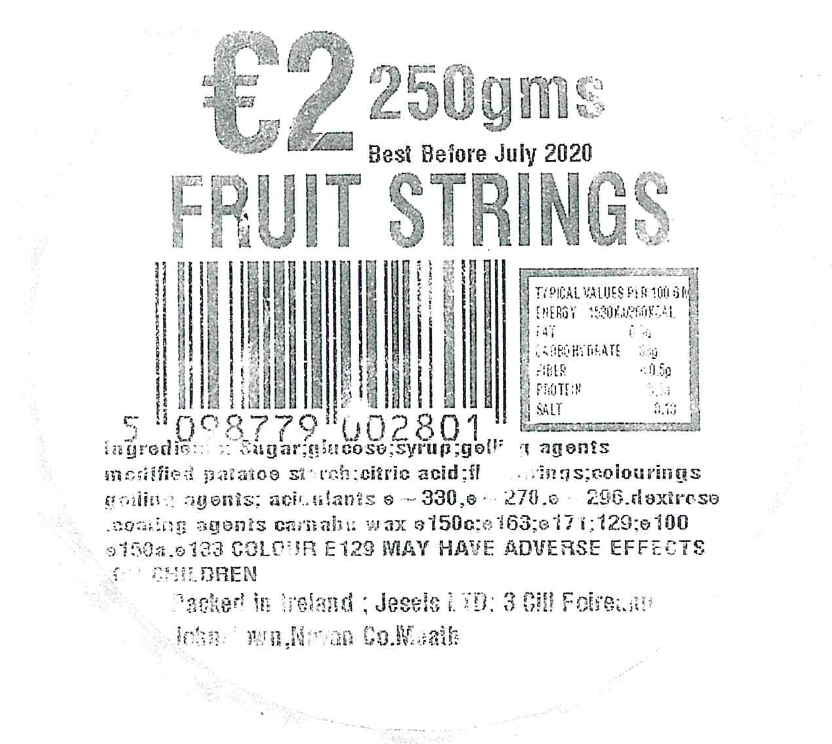 €2 250gms
Best Before July 2020
FRUIT STRINGS
TYPICAL VALUES PER 100
ENERGY
FAT
CARBOHYDRATE
FIBER <0.5g
PROTEIN
SALT 0.13
5 098779 002801
Sugar;glucose;syrup; agents
modified patatoe citric acid; colourings
agents; e - 330,e - 270.e - 296.dextrose
agents carnabu wax e150c;e163;e171;129;e100
e150a.e133 COLOUR E129 MAY HAVE ADVERSE EFFECTS
CHILDREN
Packed in Ireland ; Jesels LTD; 3 Cill
Co.Meath